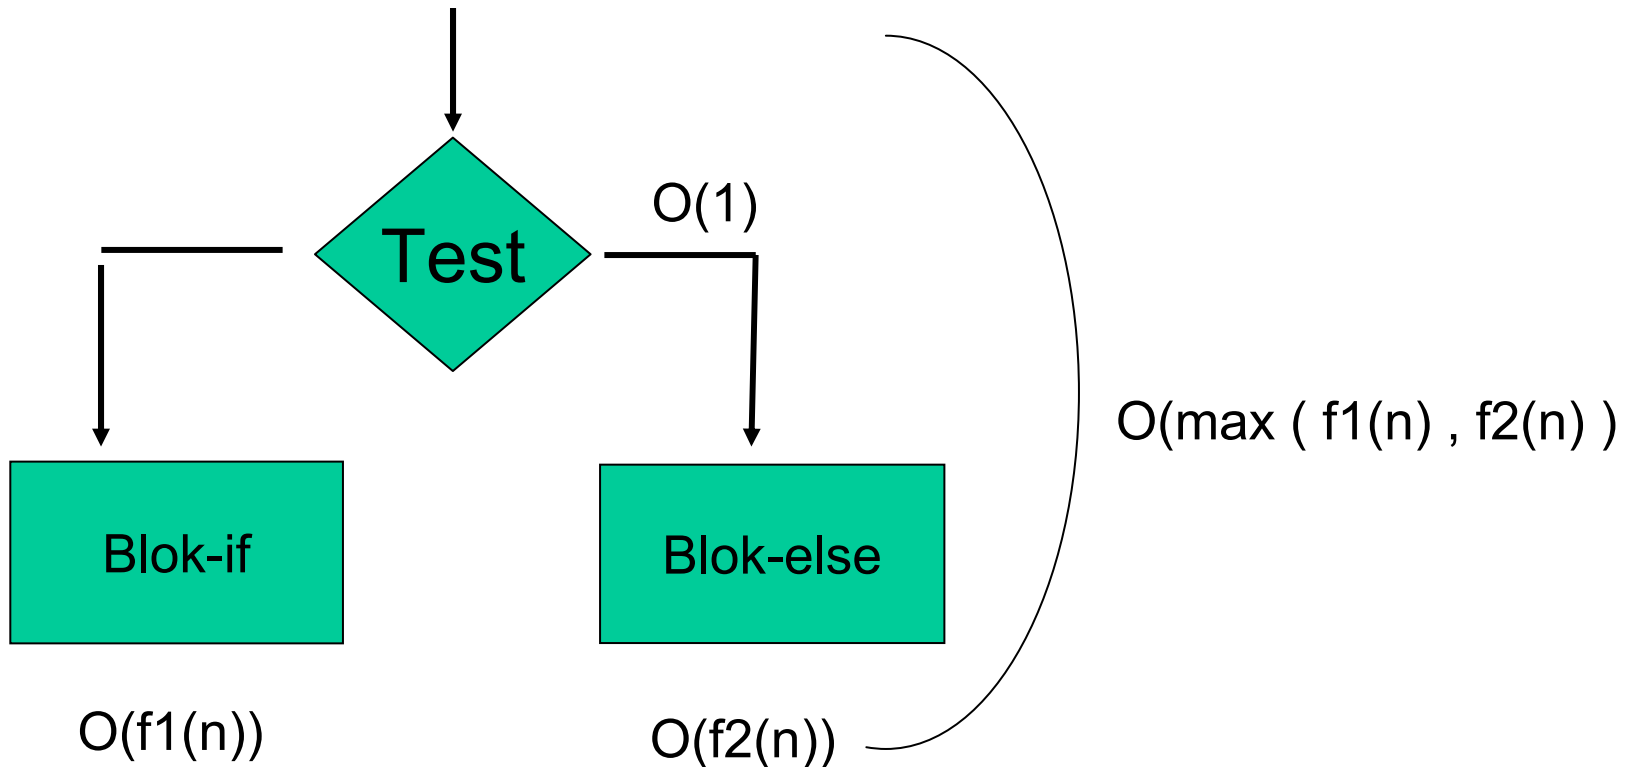 O(1)
Test
O(max ( f1(n) , f2(n) )
Blok-if
Blok-else
O(f1(n))
O(f2(n))